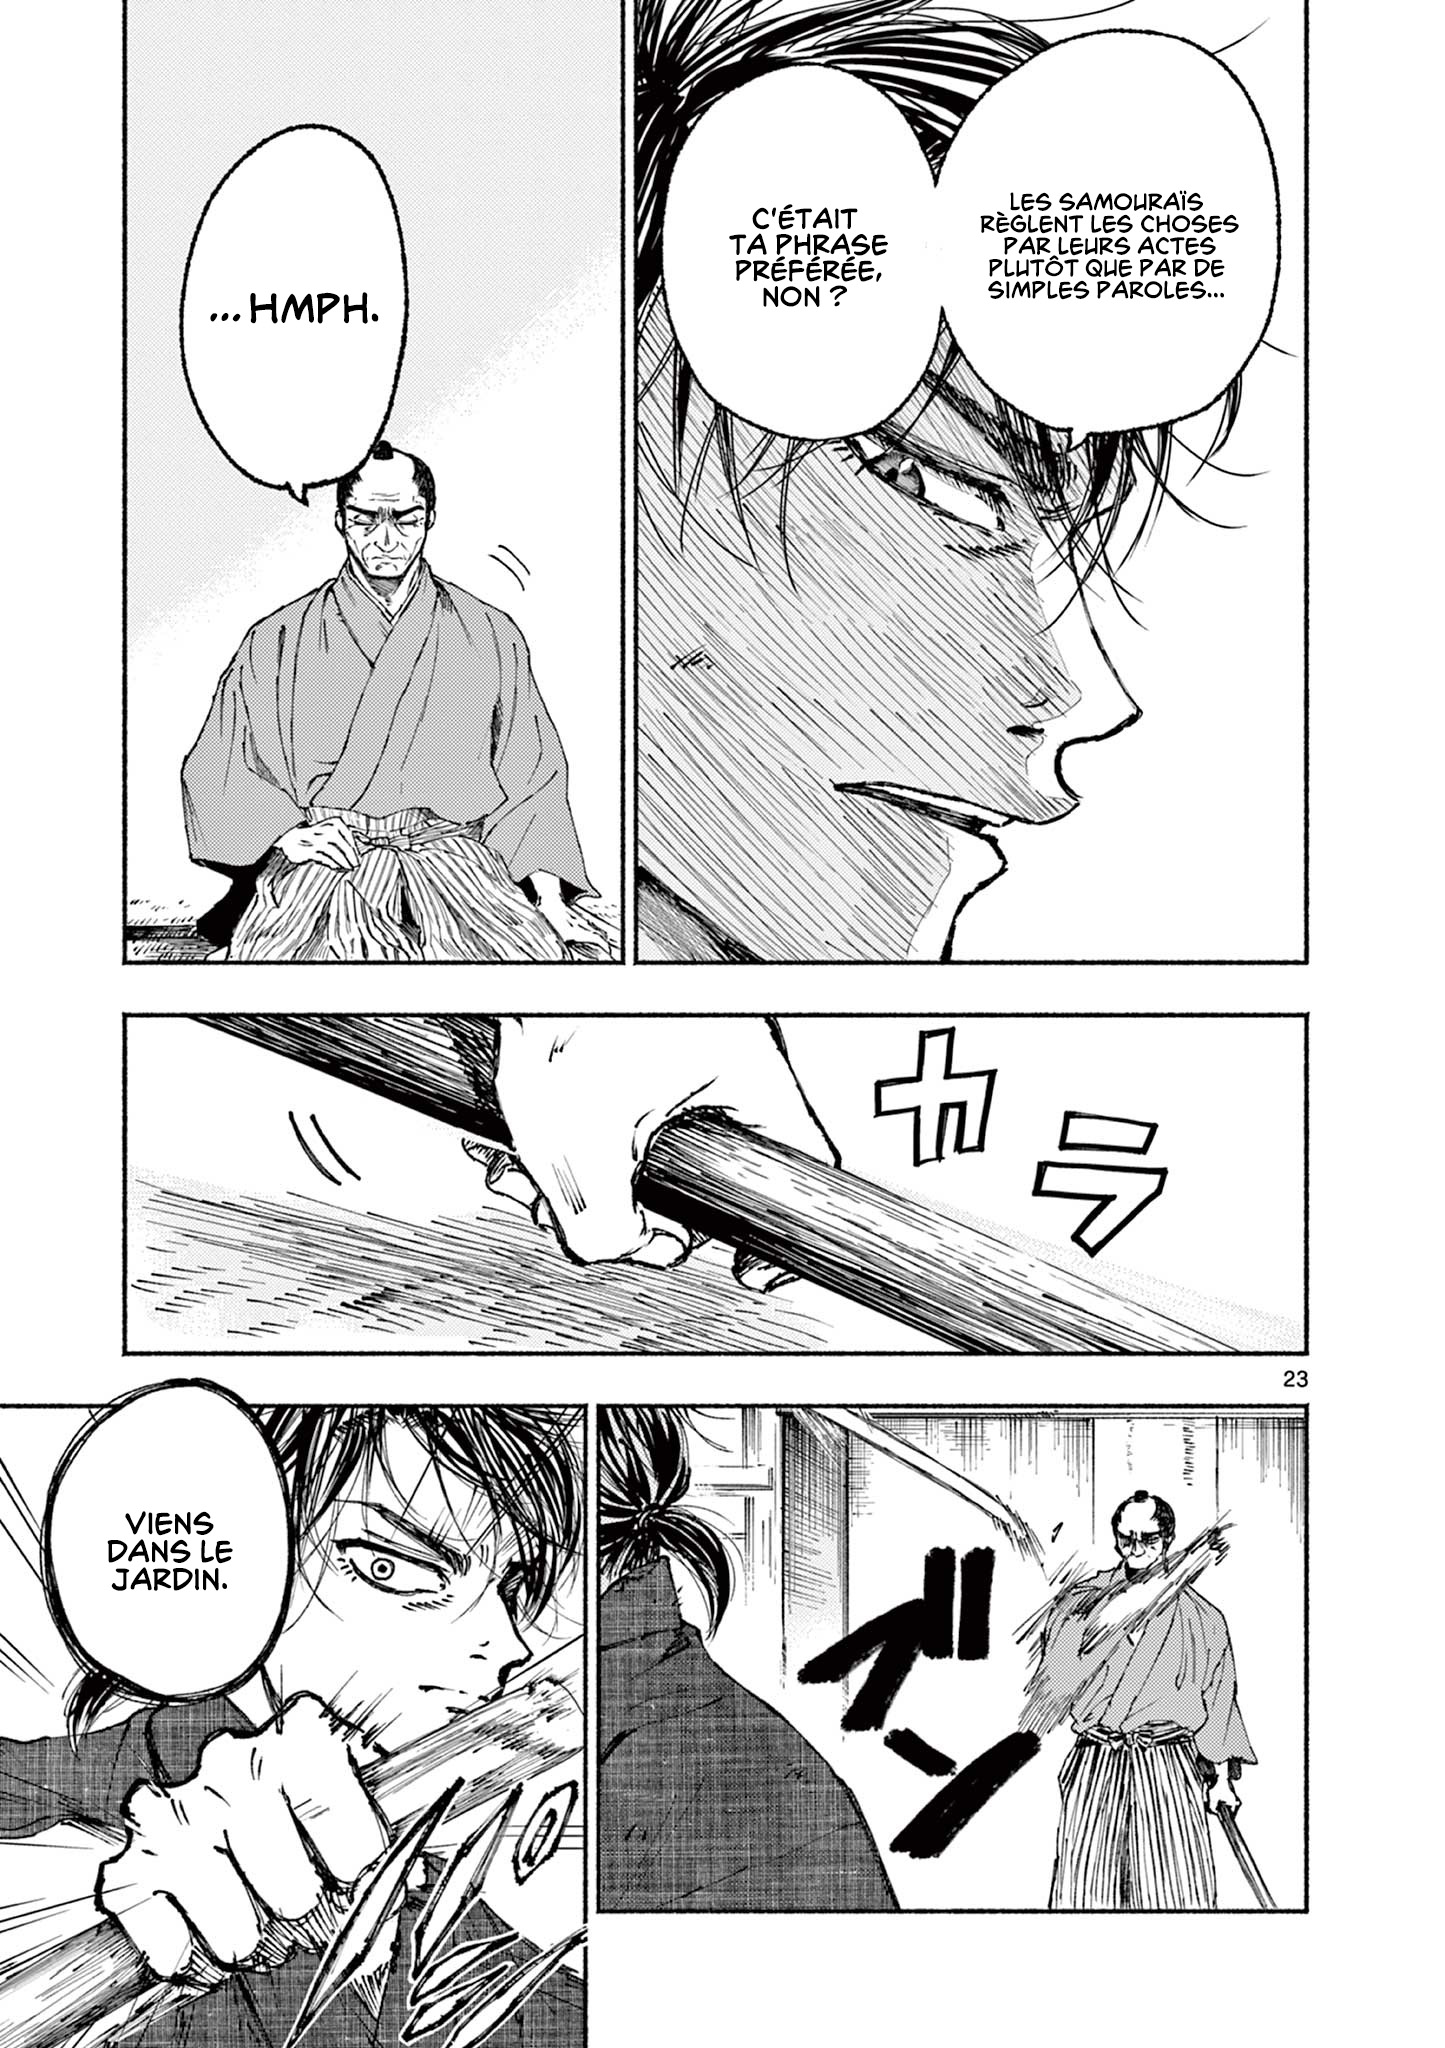 LES SAMOURAÏS
RÈGLENT LES CHOSES
PAR LEURS ACTES
PLUTÔT QUE PAR DE
SIMPLES PAROLES...
C'ÉTAIT
TA PHRASE
PRÉFÉRÉE,
NON ?
...HMPH.
カラ
23
ブン
VIENS
DANS LE
JARDIN.